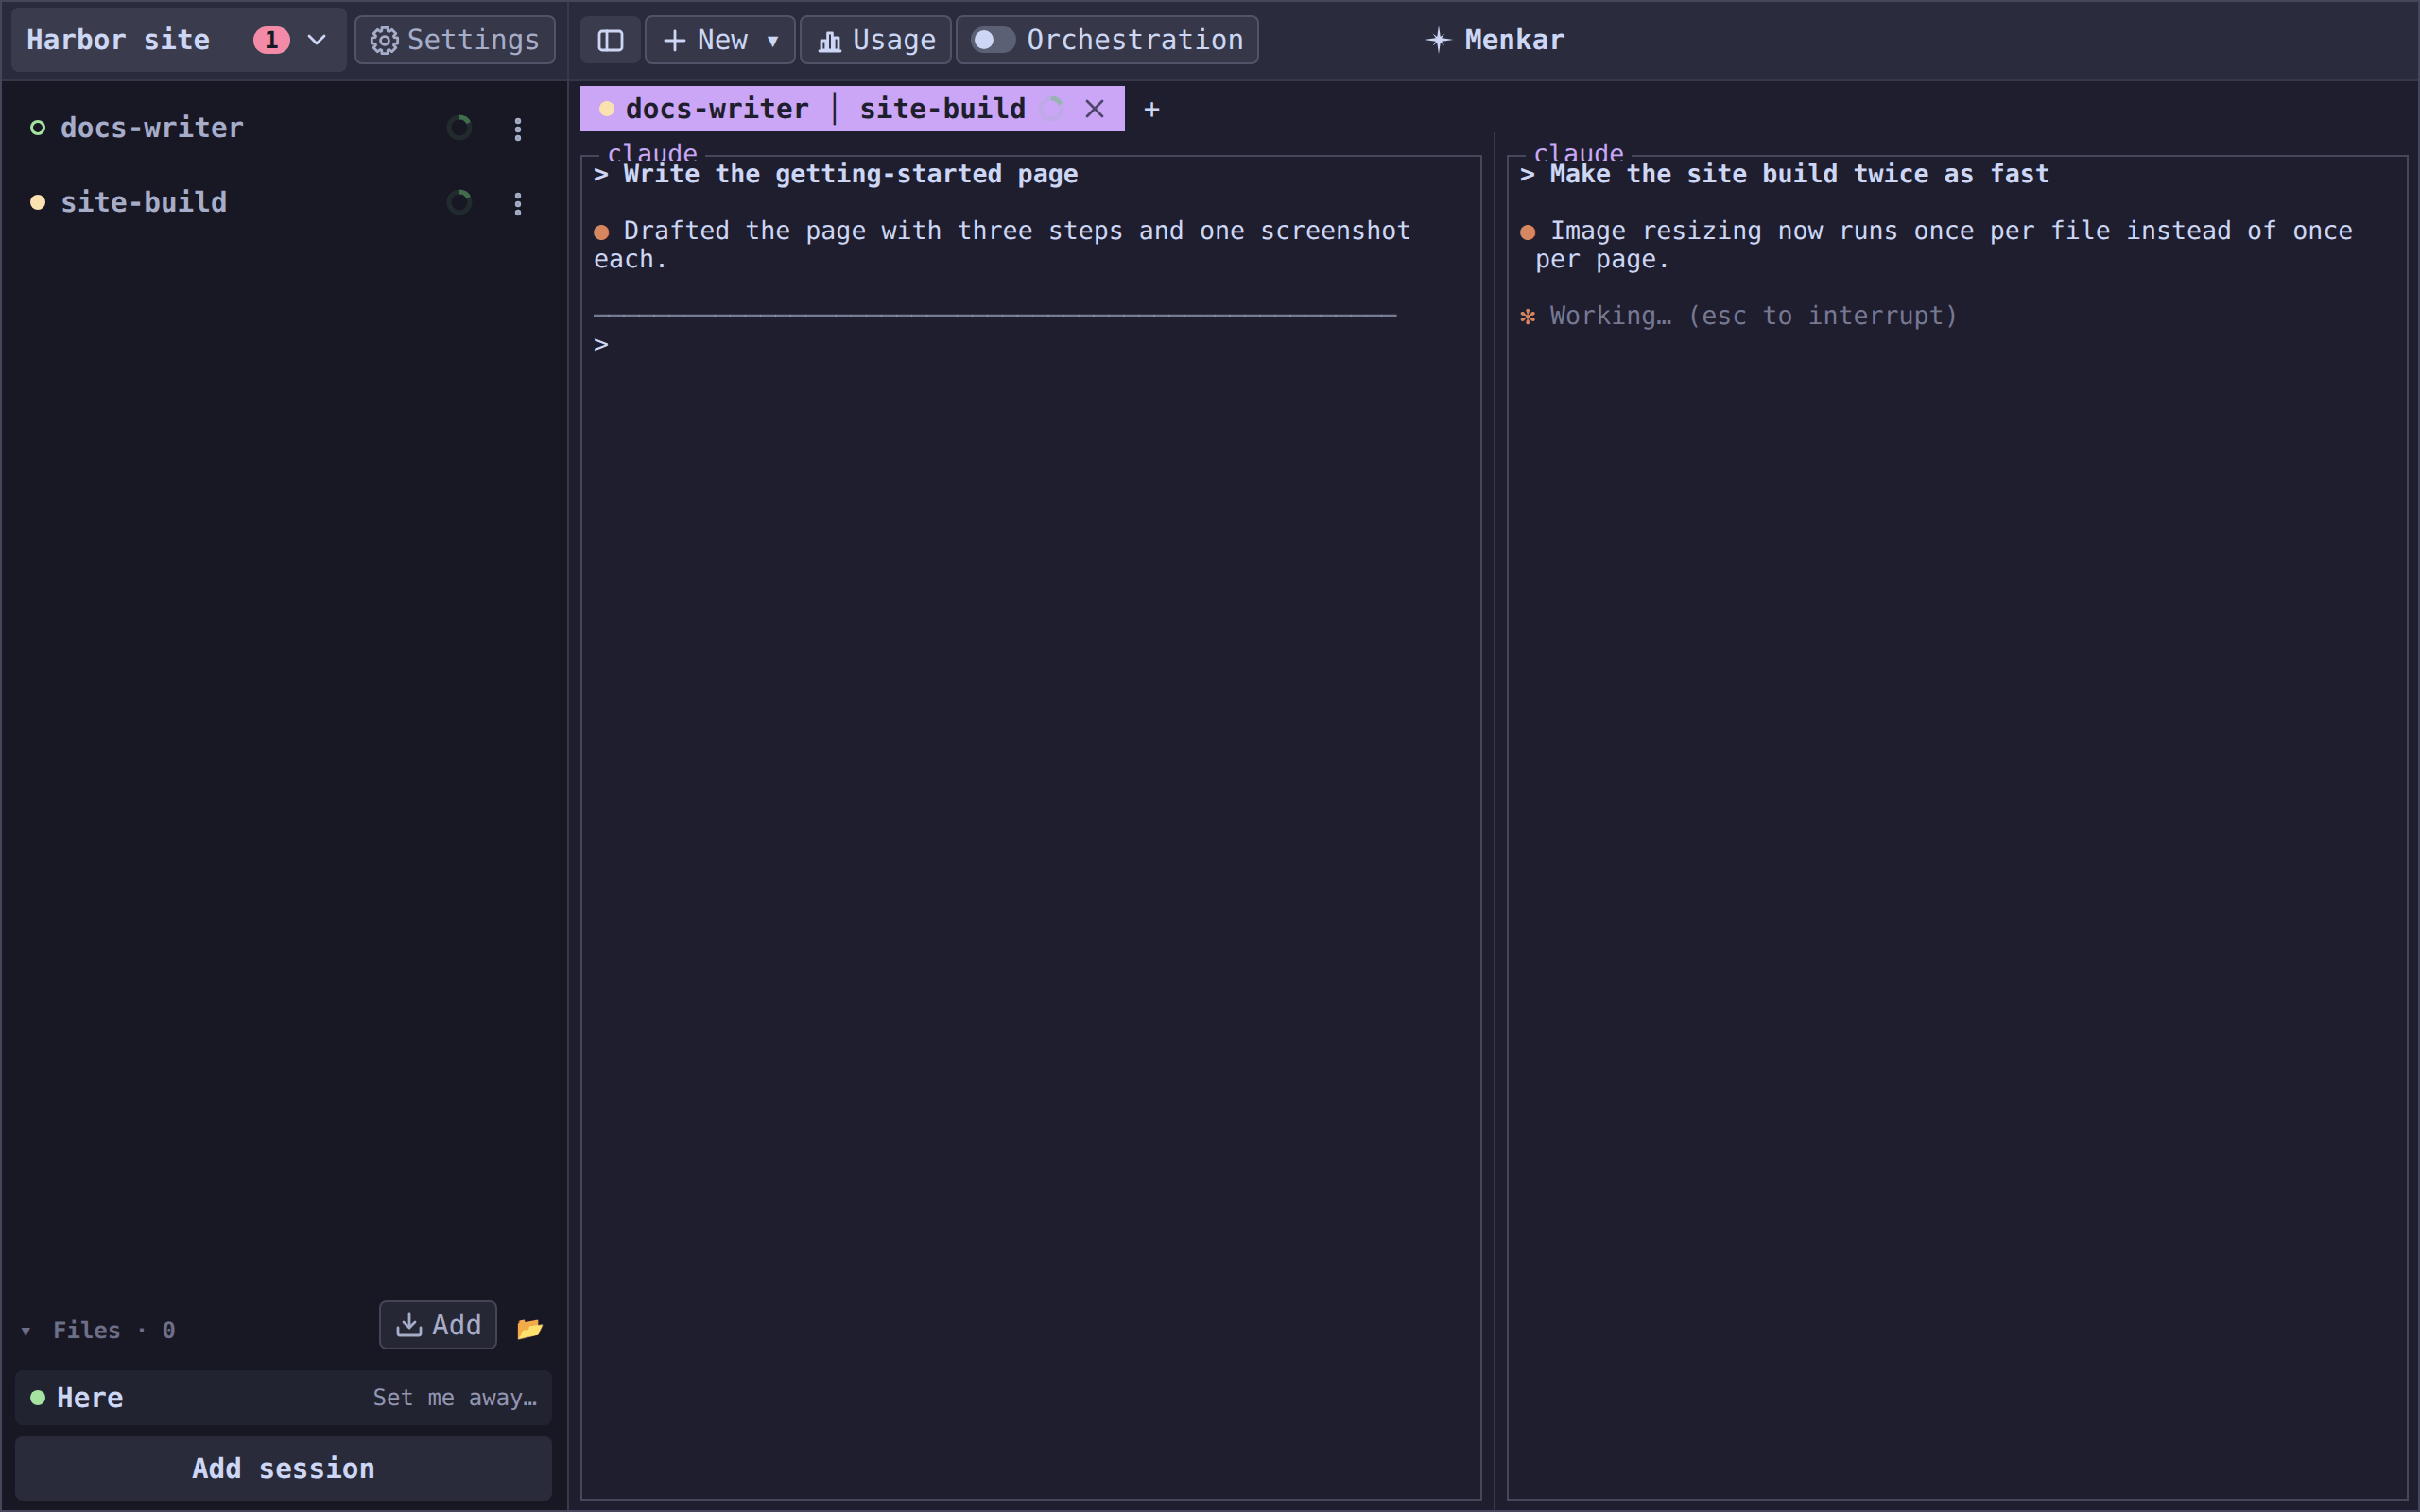 Harbor site 1 Settings
New Usage Orchestration
Menkar
docs-writer
site-build
docs-writer | site-build +
claude
> Write the getting-started page
● Drafted the page with three steps and one screenshot
each.
>
claude
> Make the site build twice as fast
● Image resizing now runs once per file instead of once
per page.
✻ Working… (esc to interrupt)
Files · 0 Add
Here Set me away…
Add session